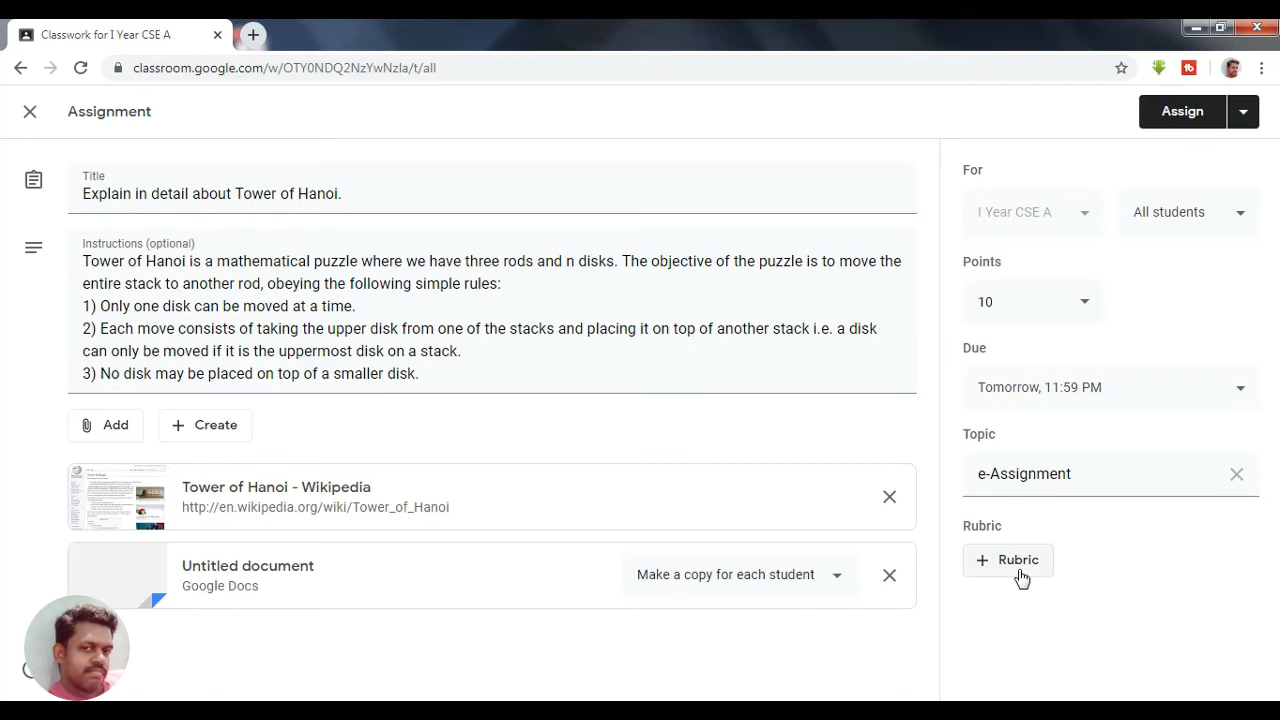 Classwork for I Year CSE A
classroom.google.com/w/OTY0NDQ2NzYwNzIa/t/all
Assignment
Assign
Title
Explain in detail about Tower of Hanoi.
Instructions (optional)
Tower of Hanoi is a mathematical puzzle where we have three rods and n disks. The objective of the puzzle is to move the
entire stack to another rod, obeying the following simple rules:
1) Only one disk can be moved at a time.
2) Each move consists of taking the upper disk from one of the stacks and placing it on top of another stack i.e. a disk
can only be moved if it is the uppermost disk on a stack.
3) No disk may be placed on top of a smaller disk.
Add
Create
Tower of Hanoi - Wikipedia
http://en.wikipedia.org/wiki/Tower_of_Hanoi
Untitled document
Google Docs
Make a copy for each student
For
I Year CSE A
All students
Points
10
Due
Tomorrow, 11:59 PM
Topic
e-Assignment
Rubric
Rubric